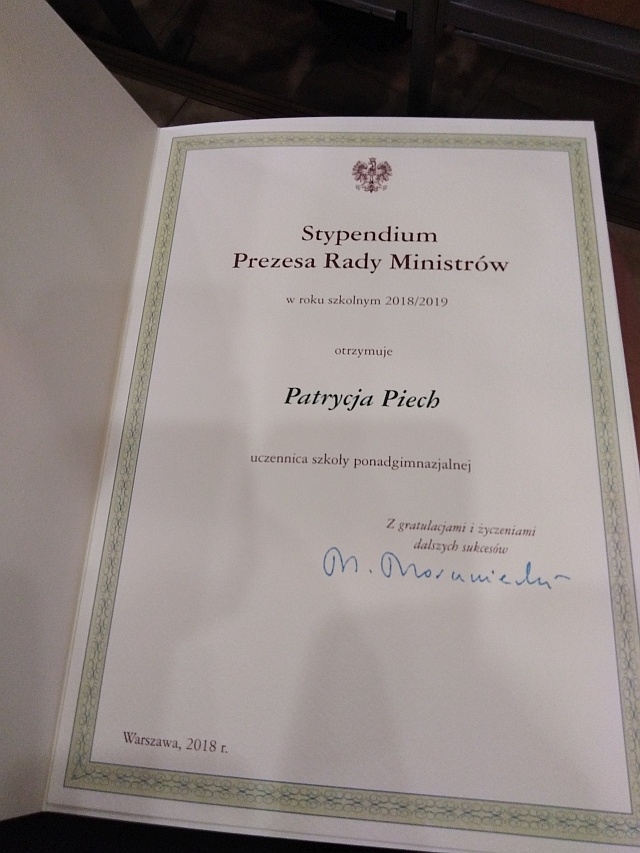 Stypendium
Prezesa Rady Ministrów
w roku szkolnym 2018/2019
otrzymuje
Patrycja Piech
uczennica szkoły ponadgimnazjalnej
Z gratulacjami i życzeniami
dalszych sukcesów
M. Morawiecki
Warszawa, 2018 r.